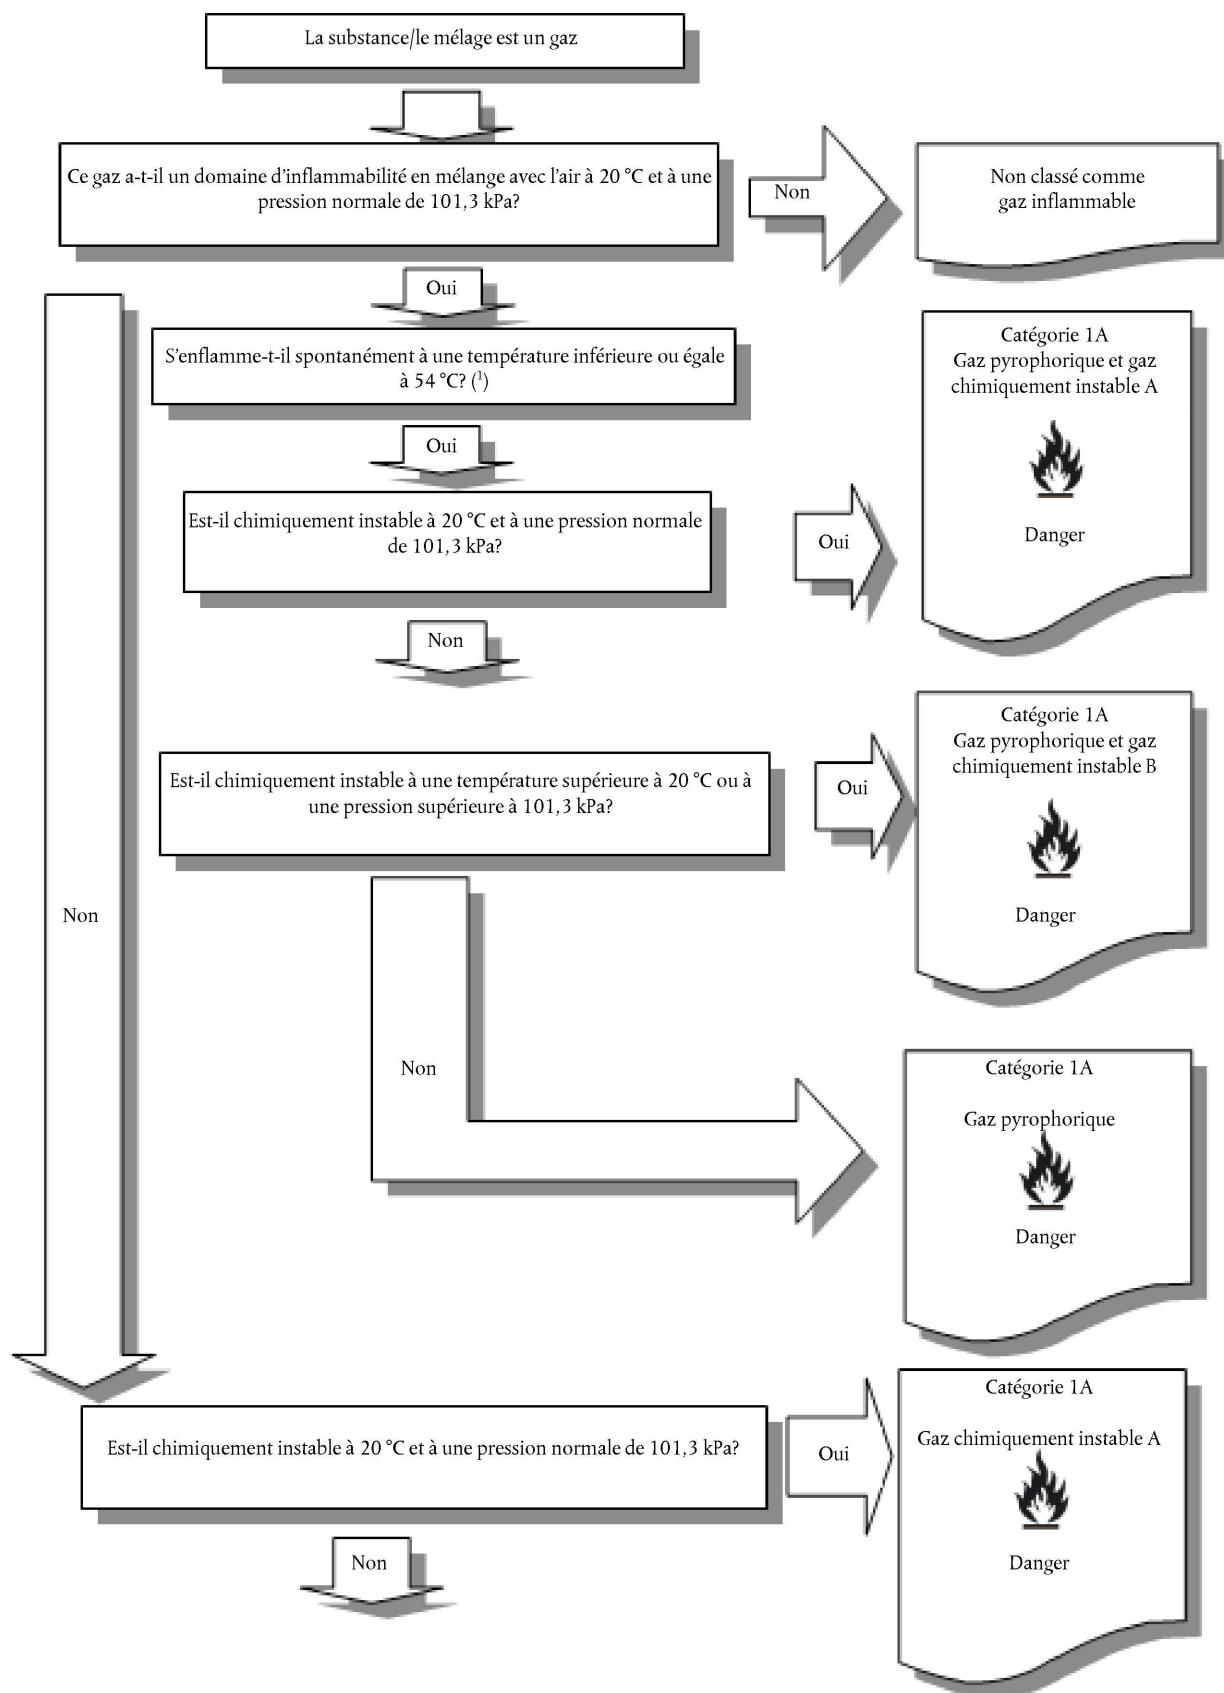 La substance/le mélage est un gaz
Ce gaz a-t-il un domaine d'inflammabilité en mélange avec l'air à 20 °C et à une
pression normale de 101,3 kPa?
Non
Non classé comme
gaz inflammable
Oui
S'enflamme-t-il spontanément à une température inférieure ou égale
à 54 °C? (¹)
Catégorie 1A
Gaz pyrophorique et gaz
chimiquement instable A
Danger
Oui
Est-il chimiquement instable à 20 °C et à une pression normale
de 101,3 kPa?
Oui
Non
Catégorie 1A
Gaz pyrophorique et gaz
chimiquement instable B
Danger
Est-il chimiquement instable à une température supérieure à 20 °C ou à
une pression supérieure à 101,3 kPa?
Oui
Non
Non
Catégorie 1A
Gaz pyrophorique
Danger
Est-il chimiquement instable à 20 °C et à une pression normale de 101,3 kPa?
Oui
Catégorie 1A
Gaz chimiquement instable A
Danger
Non